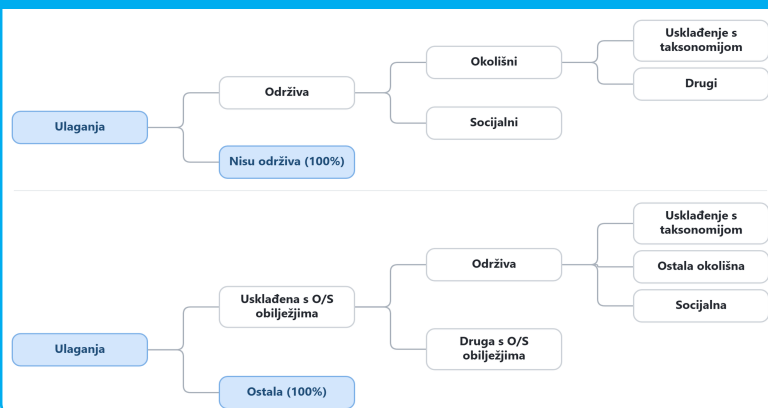 Usklađenje s
taksonomijom
Okolišni
Drugi
Održiva
Socijalni
Ulaganja
Nisu održiva (100%)
Usklađenje s
taksonomijom
Održiva
Ostala okolišna
Usklađena s O/S
obilježjima
Socijalna
Ulaganja
Druga s O/S
obilježjima
Ostala (100%)